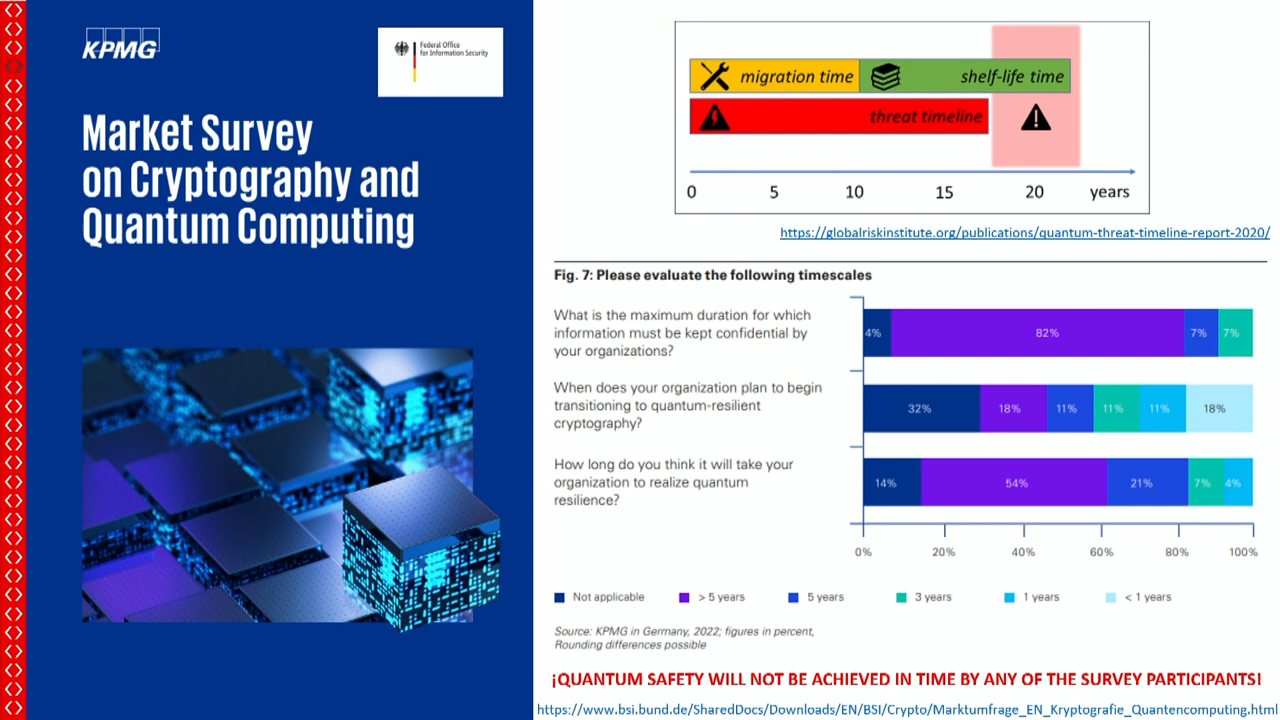 KPMG
Federal Office
for Information Security
Market Survey
on Cryptography and
Quantum Computing
migration time
shelf-life time
threat timeline
0 5 10 15 20 years
https://globalriskinstitute.org/publications/quantum-threat-timeline-report-2020/
Fig. 7: Please evaluate the following timescales
What is the maximum duration for which
information must be kept confidential by
your organizations?
4% 82% 7% 7%
When does your organization plan to begin
transitioning to quantum-resilient
cryptography?
32% 18% 11% 11% 11% 18%
How long do you think it will take your
organization to realize quantum
resilience?
14% 54% 21% 7% 4%
0% 20% 40% 60% 80% 100%
Not applicable > 5 years 5 years 3 years 1 years < 1 years
Source: KPMG in Germany, 2022; figures in percent,
Rounding differences possible
¡QUANTUM SAFETY WILL NOT BE ACHIEVED IN TIME BY ANY OF THE SURVEY PARTICIPANTS!
https://www.bsi.bund.de/SharedDocs/Downloads/EN/BSI/Crypto/Marktumfrage_EN_Kryptografie_Quantencomputing.html